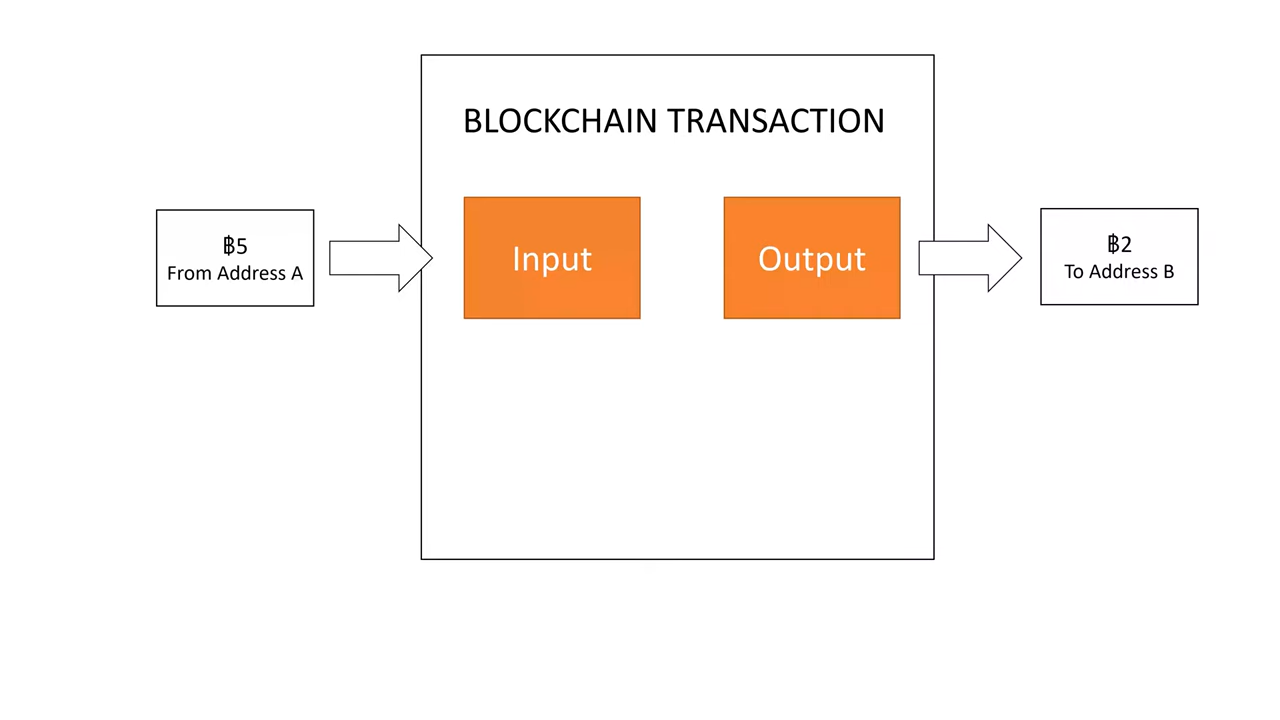 BLOCKCHAIN TRANSACTION
฿5
From Address A
Input
Output
฿2
To Address B